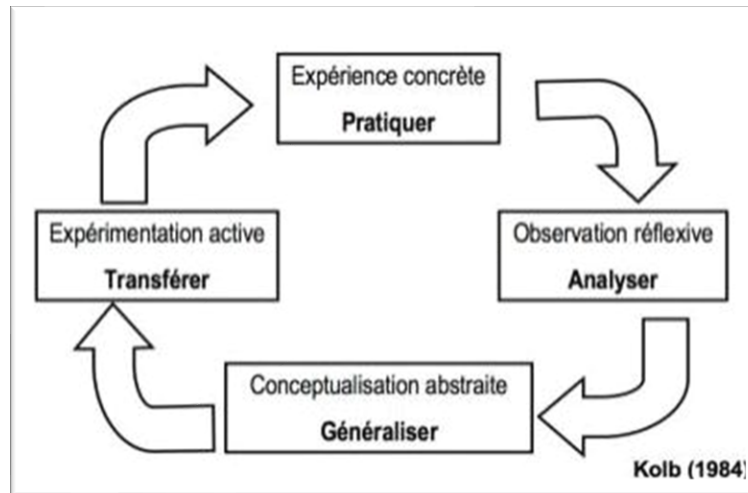 Expérience concrète
Pratiquer
Observation réflexive
Analyser
Conceptualisation abstraite
Généraliser
Expérimentation active
Transférer
Kolb (1984)